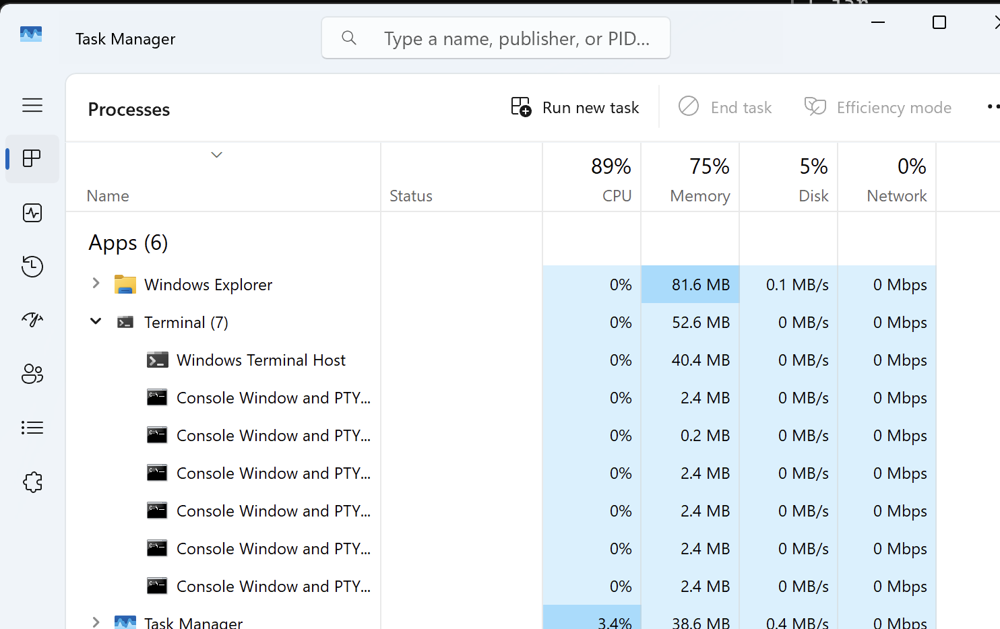 Task Manager
Type a name, publisher, or PID...
Processes
Run new task
End task
Efficiency mode
89% 75% 5% 0%
Name Status CPU Memory Disk Network
Apps (6)
Windows Explorer 0% 81.6 MB 0.1 MB/s 0 Mbps
Terminal (7) 0% 52.6 MB 0 MB/s 0 Mbps
Windows Terminal Host 0% 40.4 MB 0 MB/s 0 Mbps
Console Window and PTY... 0% 2.4 MB 0 MB/s 0 Mbps
Console Window and PTY... 0% 0.2 MB 0 MB/s 0 Mbps
Console Window and PTY... 0% 2.4 MB 0 MB/s 0 Mbps
Console Window and PTY... 0% 2.4 MB 0 MB/s 0 Mbps
Console Window and PTY... 0% 2.4 MB 0 MB/s 0 Mbps
Console Window and PTY... 0% 2.4 MB 0 MB/s 0 Mbps
Task Manager 3.4% 38.6 MB 0.4 MB/s 0 Mbps